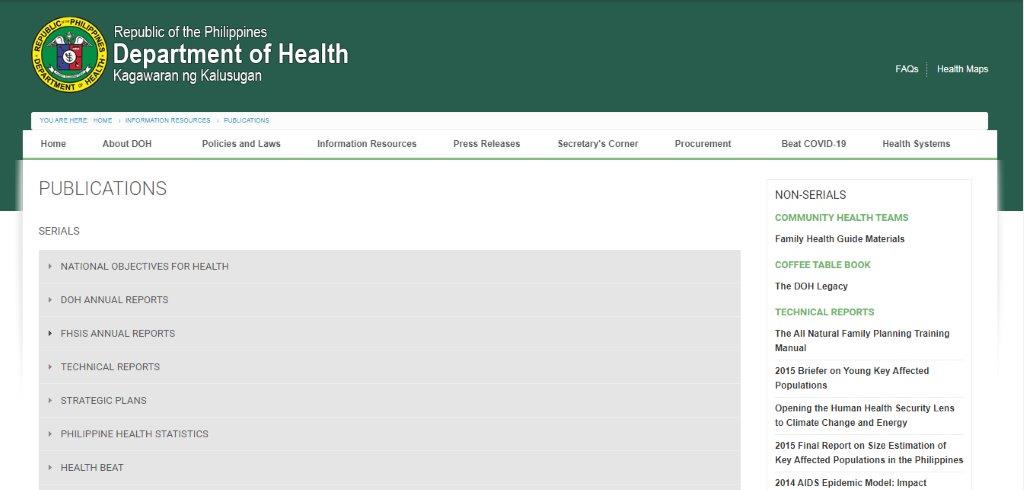 REPUBLIC OF THE PHILIPPINES
DEPARTMENT OF HEALTH
Republic of the Philippines
Department of Health
Kagawaran ng Kalusugan
FAQs
Health Maps
YOU ARE HERE: HOME › INFORMATION RESOURCES › PUBLICATIONS
Home About DOH Policies and Laws Information Resources Press Releases Secretary's Corner Procurement Beat COVID-19 Health Systems
PUBLICATIONS
SERIALS
NATIONAL OBJECTIVES FOR HEALTH
DOH ANNUAL REPORTS
FHSIS ANNUAL REPORTS
TECHNICAL REPORTS
STRATEGIC PLANS
PHILIPPINE HEALTH STATISTICS
HEALTH BEAT
NON-SERIALS
COMMUNITY HEALTH TEAMS
Family Health Guide Materials
COFFEE TABLE BOOK
The DOH Legacy
TECHNICAL REPORTS
The All Natural Family Planning Training
Manual
2015 Briefer on Young Key Affected
Populations
Opening the Human Health Security Lens
to Climate Change and Energy
2015 Final Report on Size Estimation of
Key Affected Populations in the Philippines
2014 AIDS Epidemic Model: Impact